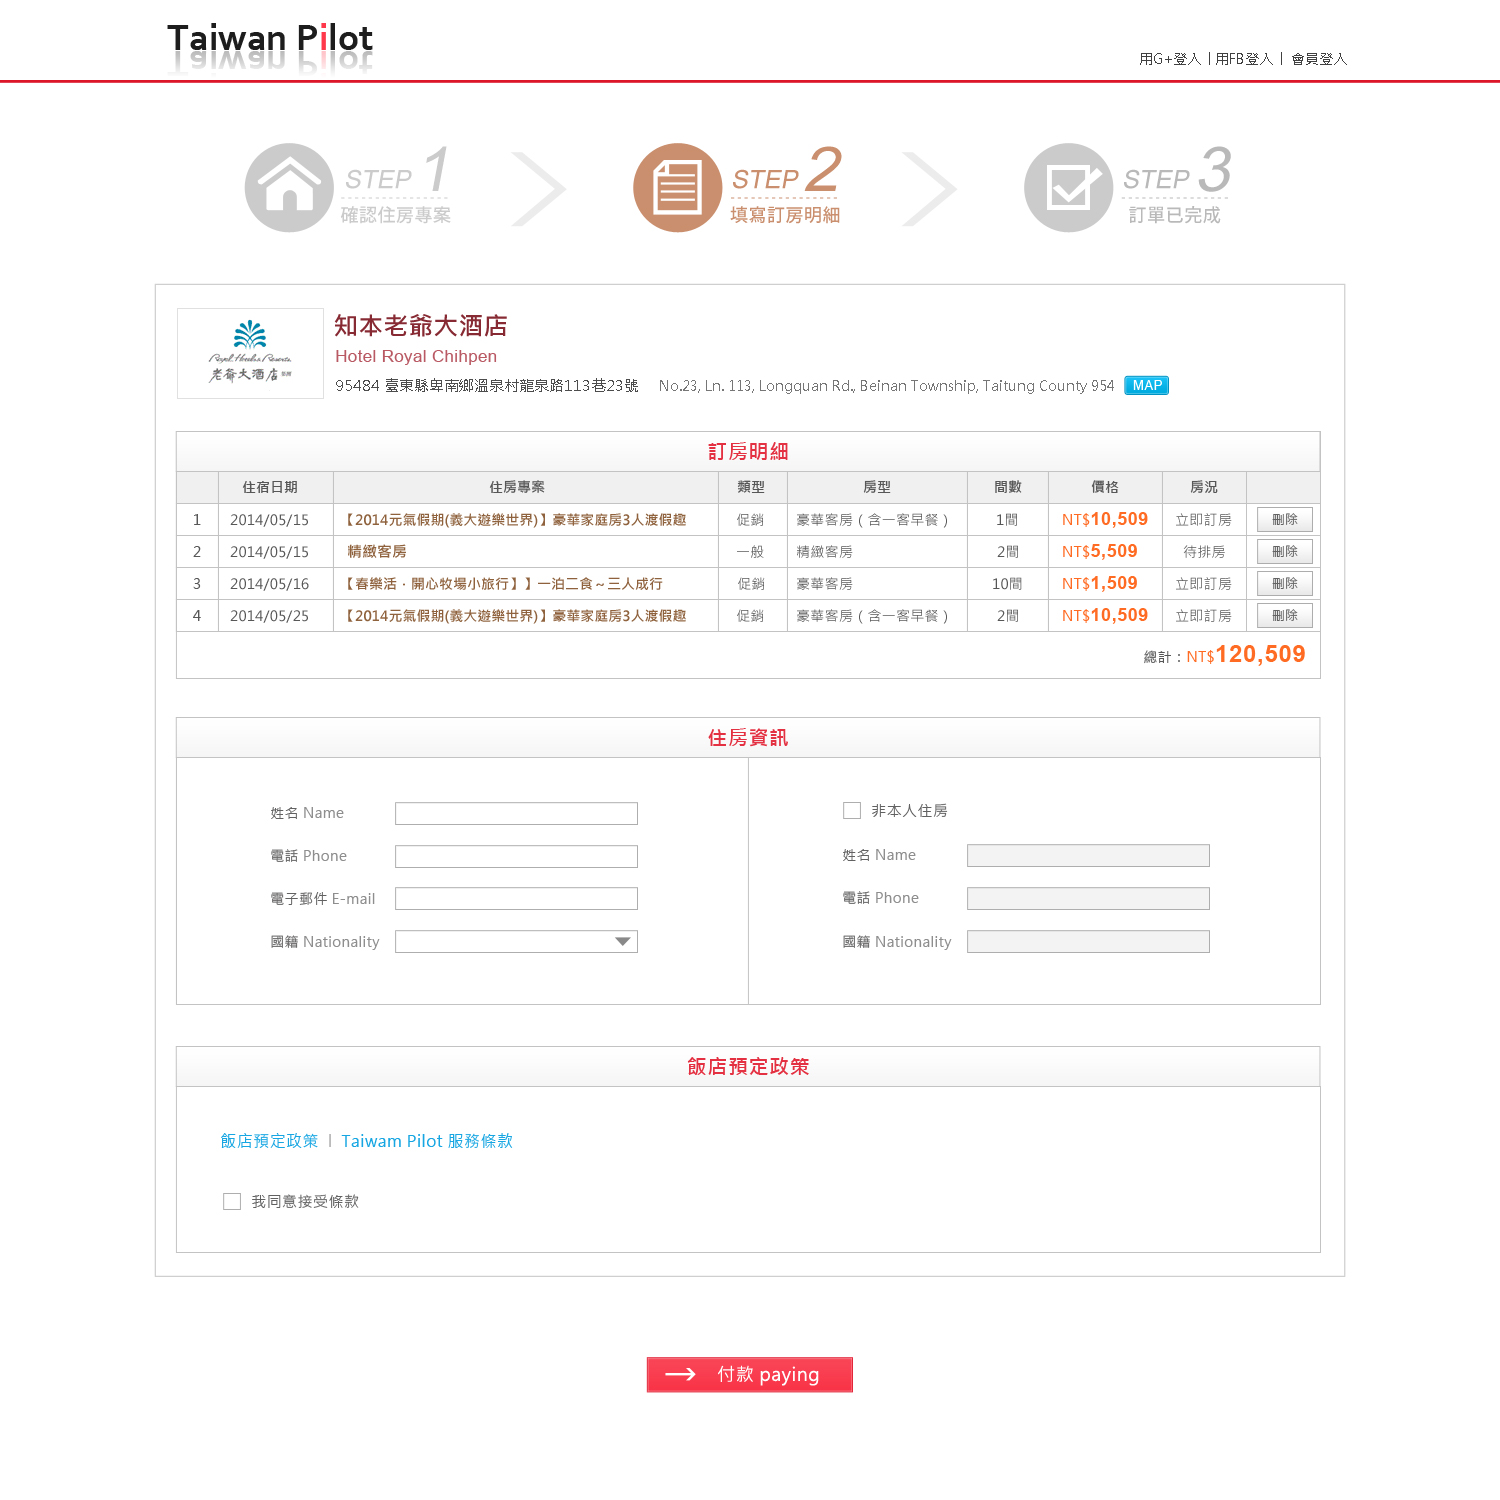 Taiwan Pilot
用G+登入 | 用FB登入 | 會員登入
STEP 1
確認住房專案
STEP 2
填寫訂房明細
STEP 3
訂單已完成
Royal Hotels & Resorts
老爺大酒店
知本老爺大酒店
Hotel Royal Chihpen
95484 臺東縣卑南鄉溫泉村龍泉路113巷23號 No.23, Ln. 113, Longquan Rd., Beinan Township, Taitung County 954 MAP
訂房明細
住宿日期 住房專案 類型 房型 間數 價格 房況
1 2014/05/15 【2014元氣假期(義大遊樂世界)】豪華家庭房3人渡假趣 促銷 豪華客房 ( 含一客早餐 ) 1間 NT$10,509 立即訂房 刪除
2 2014/05/15 精緻客房 一般 精緻客房 2間 NT$5,509 待排房 刪除
3 2014/05/16 【春樂活 · 開心牧場小旅行】】一泊二食~三人成行 促銷 豪華客房 10間 NT$1,509 立即訂房 刪除
4 2014/05/25 【2014元氣假期(義大遊樂世界)】豪華家庭房3人渡假趣 促銷 豪華客房 ( 含一客早餐 ) 2間 NT$10,509 立即訂房 刪除
總計：NT$120,509
住房資訊
姓名 Name
電話 Phone
電子郵件 E-mail
國籍 Nationality
非本人住房
姓名 Name
電話 Phone
國籍 Nationality
飯店預定政策
飯店預定政策 | Taiwam Pilot 服務條款
我同意接受條款
付款 paying